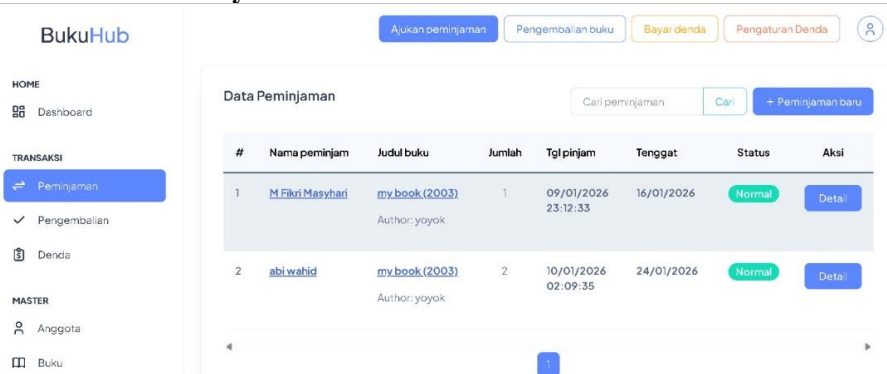 BukuHub
Ajukan peminjaman
Pengembalian buku
Bayar denda
Pengaturan Denda
HOME
Dashboard
TRANSAKSI
Peminjaman
Pengembalian
Denda
MASTER
Anggota
Buku
Data Peminjaman
Cari peminjaman
Cari
+ Peminjaman baru
# Nama peminjam Judul buku Jumlah Tgl pinjam Tenggat Status Aksi
1 M Fikri Masyhari my book (2003) 1 09/01/2026 16/01/2026 Normal Detail
Author: yoyok 23:12:33
2 abi wahid my book (2003) 2 10/01/2026 24/01/2026 Normal Detail
Author: yoyok 02:09:35
1